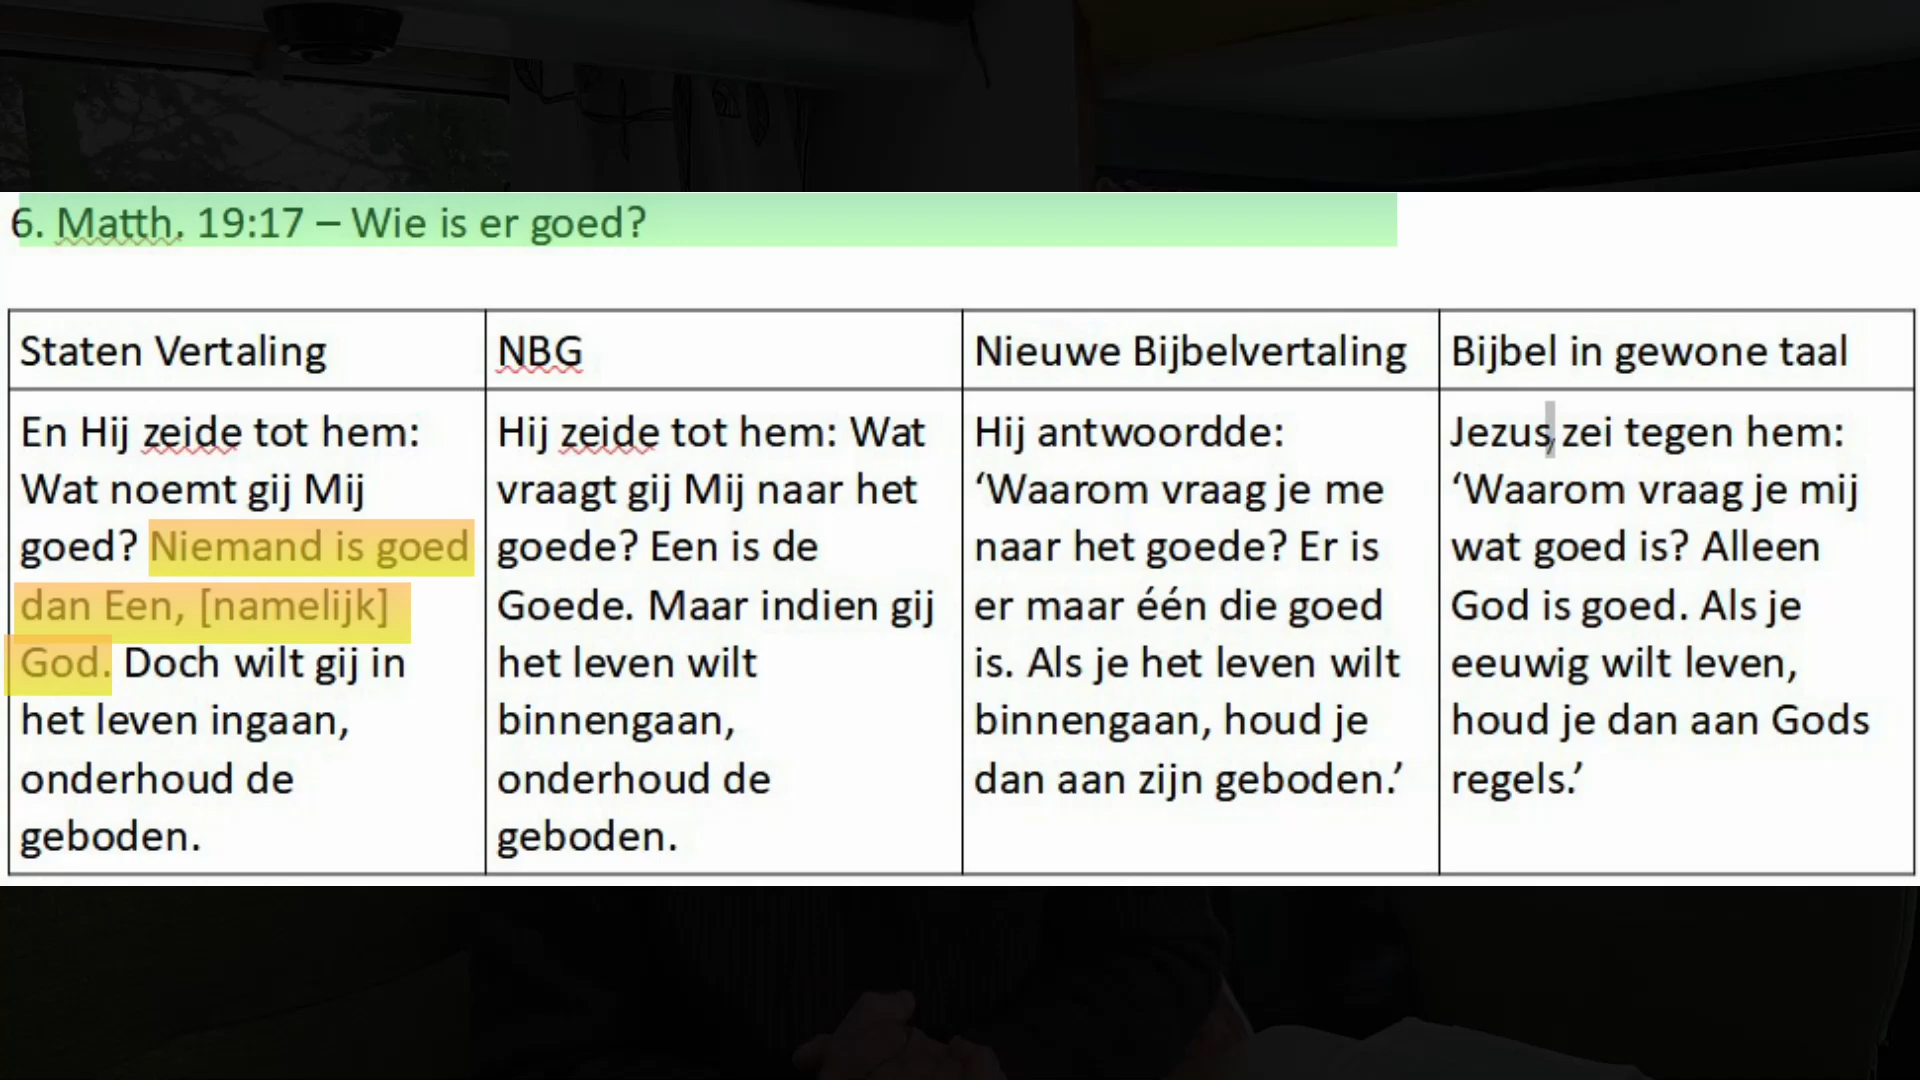 6. Matth. 19:17 – Wie is er goed?
Staten Vertaling
NBG
Nieuwe Bijbelvertaling
Bijbel in gewone taal
En Hij zeide tot hem:
Wat noemt gij Mij
goed? Niemand is goed
dan Een, [namelijk]
God. Doch wilt gij in
het leven ingaan,
onderhoud de
geboden.
Hij zeide tot hem: Wat
vraagt gij Mij naar het
goede? Een is de
Goede. Maar indien gij
het leven wilt
binnengaan,
onderhoud de
geboden.
Hij antwoordde:
‘Waarom vraag je me
naar het goede? Er is
er maar één die goed
is. Als je het leven wilt
binnengaan, houd je
dan aan zijn geboden.’
Jezus, zei tegen hem:
‘Waarom vraag je mij
wat goed is? Alleen
God is goed. Als je
eeuwig wilt leven,
houd je dan aan Gods
regels.’